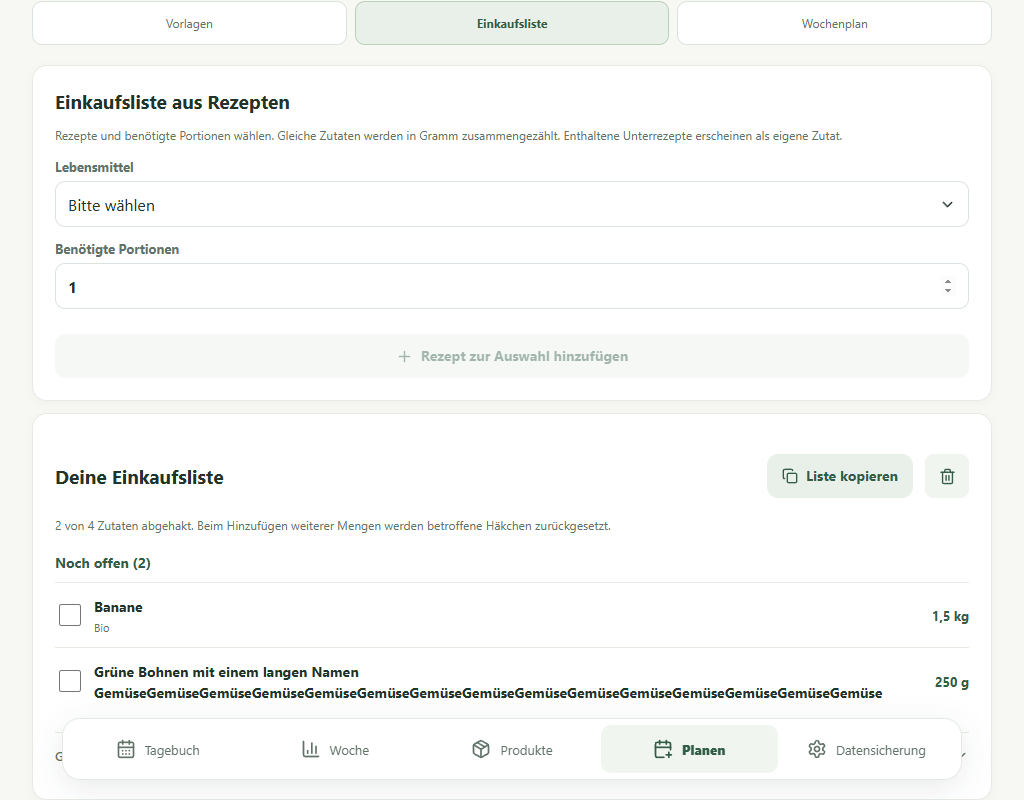 Vorlagen
Einkaufsliste
Wochenplan
Einkaufsliste aus Rezepten
Rezepte und benötigte Portionen wählen. Gleiche Zutaten werden in Gramm zusammengezählt. Enthaltene Unterrezepte erscheinen als eigene Zutat.
Lebensmittel
Bitte wählen
Benötigte Portionen
1
Rezept zur Auswahl hinzufügen
Deine Einkaufsliste
Liste kopieren
2 von 4 Zutaten abgehakt. Beim Hinzufügen weiterer Mengen werden betroffene Häkchen zurückgesetzt.
Noch offen (2)
Banane
1,5 kg
Bio
Grüne Bohnen mit einem langen Namen
GemüseGemüseGemüseGemüseGemüseGemüseGemüseGemüseGemüseGemüseGemüseGemüseGemüseGemüseGemüse
250 g
Tagebuch
Woche
Produkte
Planen
Datensicherung